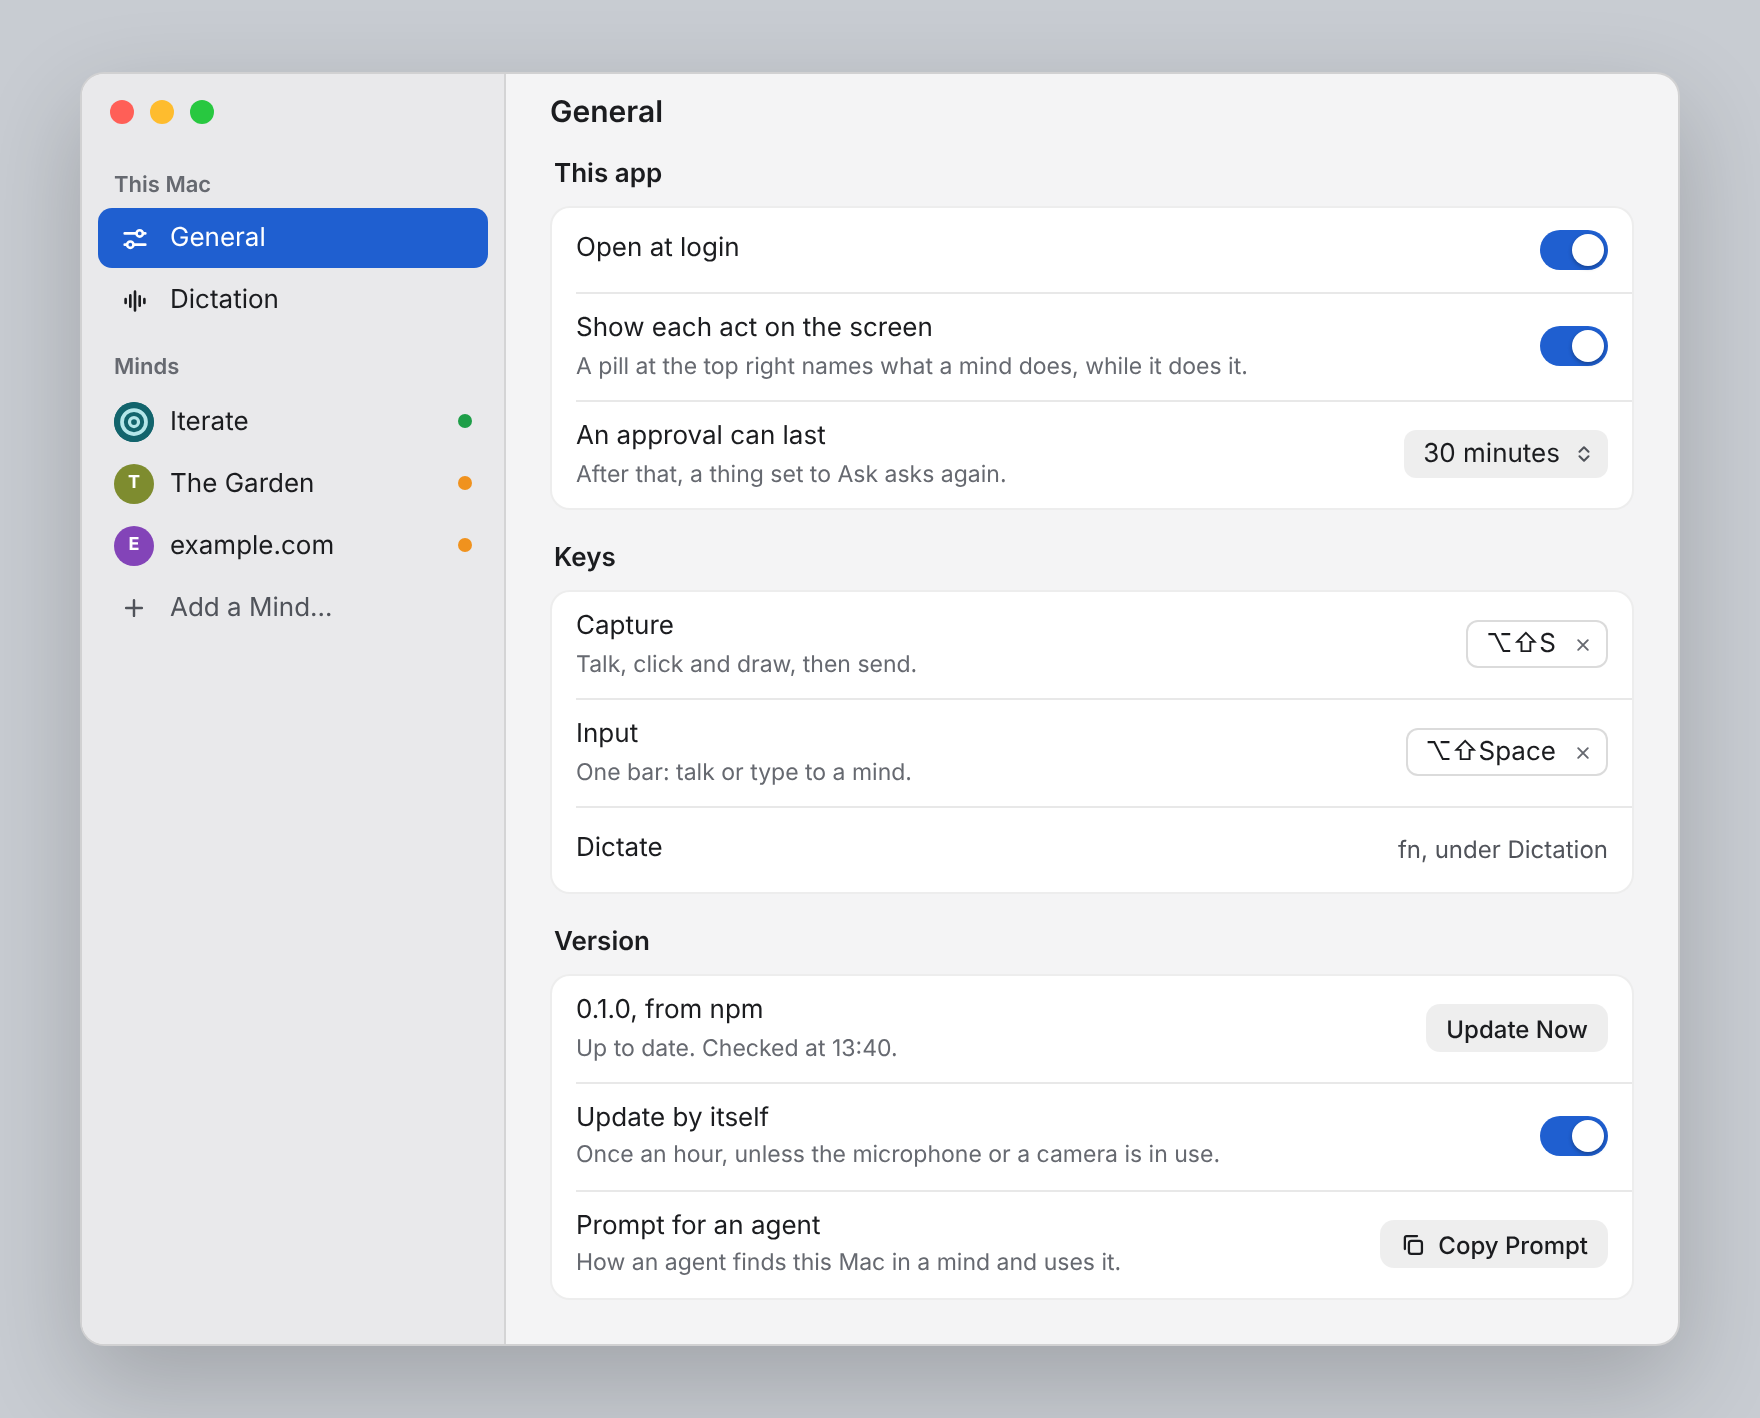 This Mac
General
Dictation
Minds
Iterate
T The Garden
E example.com
Add a Mind...
General
This app
Open at login
Show each act on the screen
A pill at the top right names what a mind does, while it does it.
An approval can last
After that, a thing set to Ask asks again.
30 minutes
Keys
Capture
Talk, click and draw, then send.
⌥⇧S ×
Input
One bar: talk or type to a mind.
⌥⇧Space ×
Dictate
fn, under Dictation
Version
0.1.0, from npm
Up to date. Checked at 13:40.
Update Now
Update by itself
Once an hour, unless the microphone or a camera is in use.
Prompt for an agent
How an agent finds this Mac in a mind and uses it.
Copy Prompt